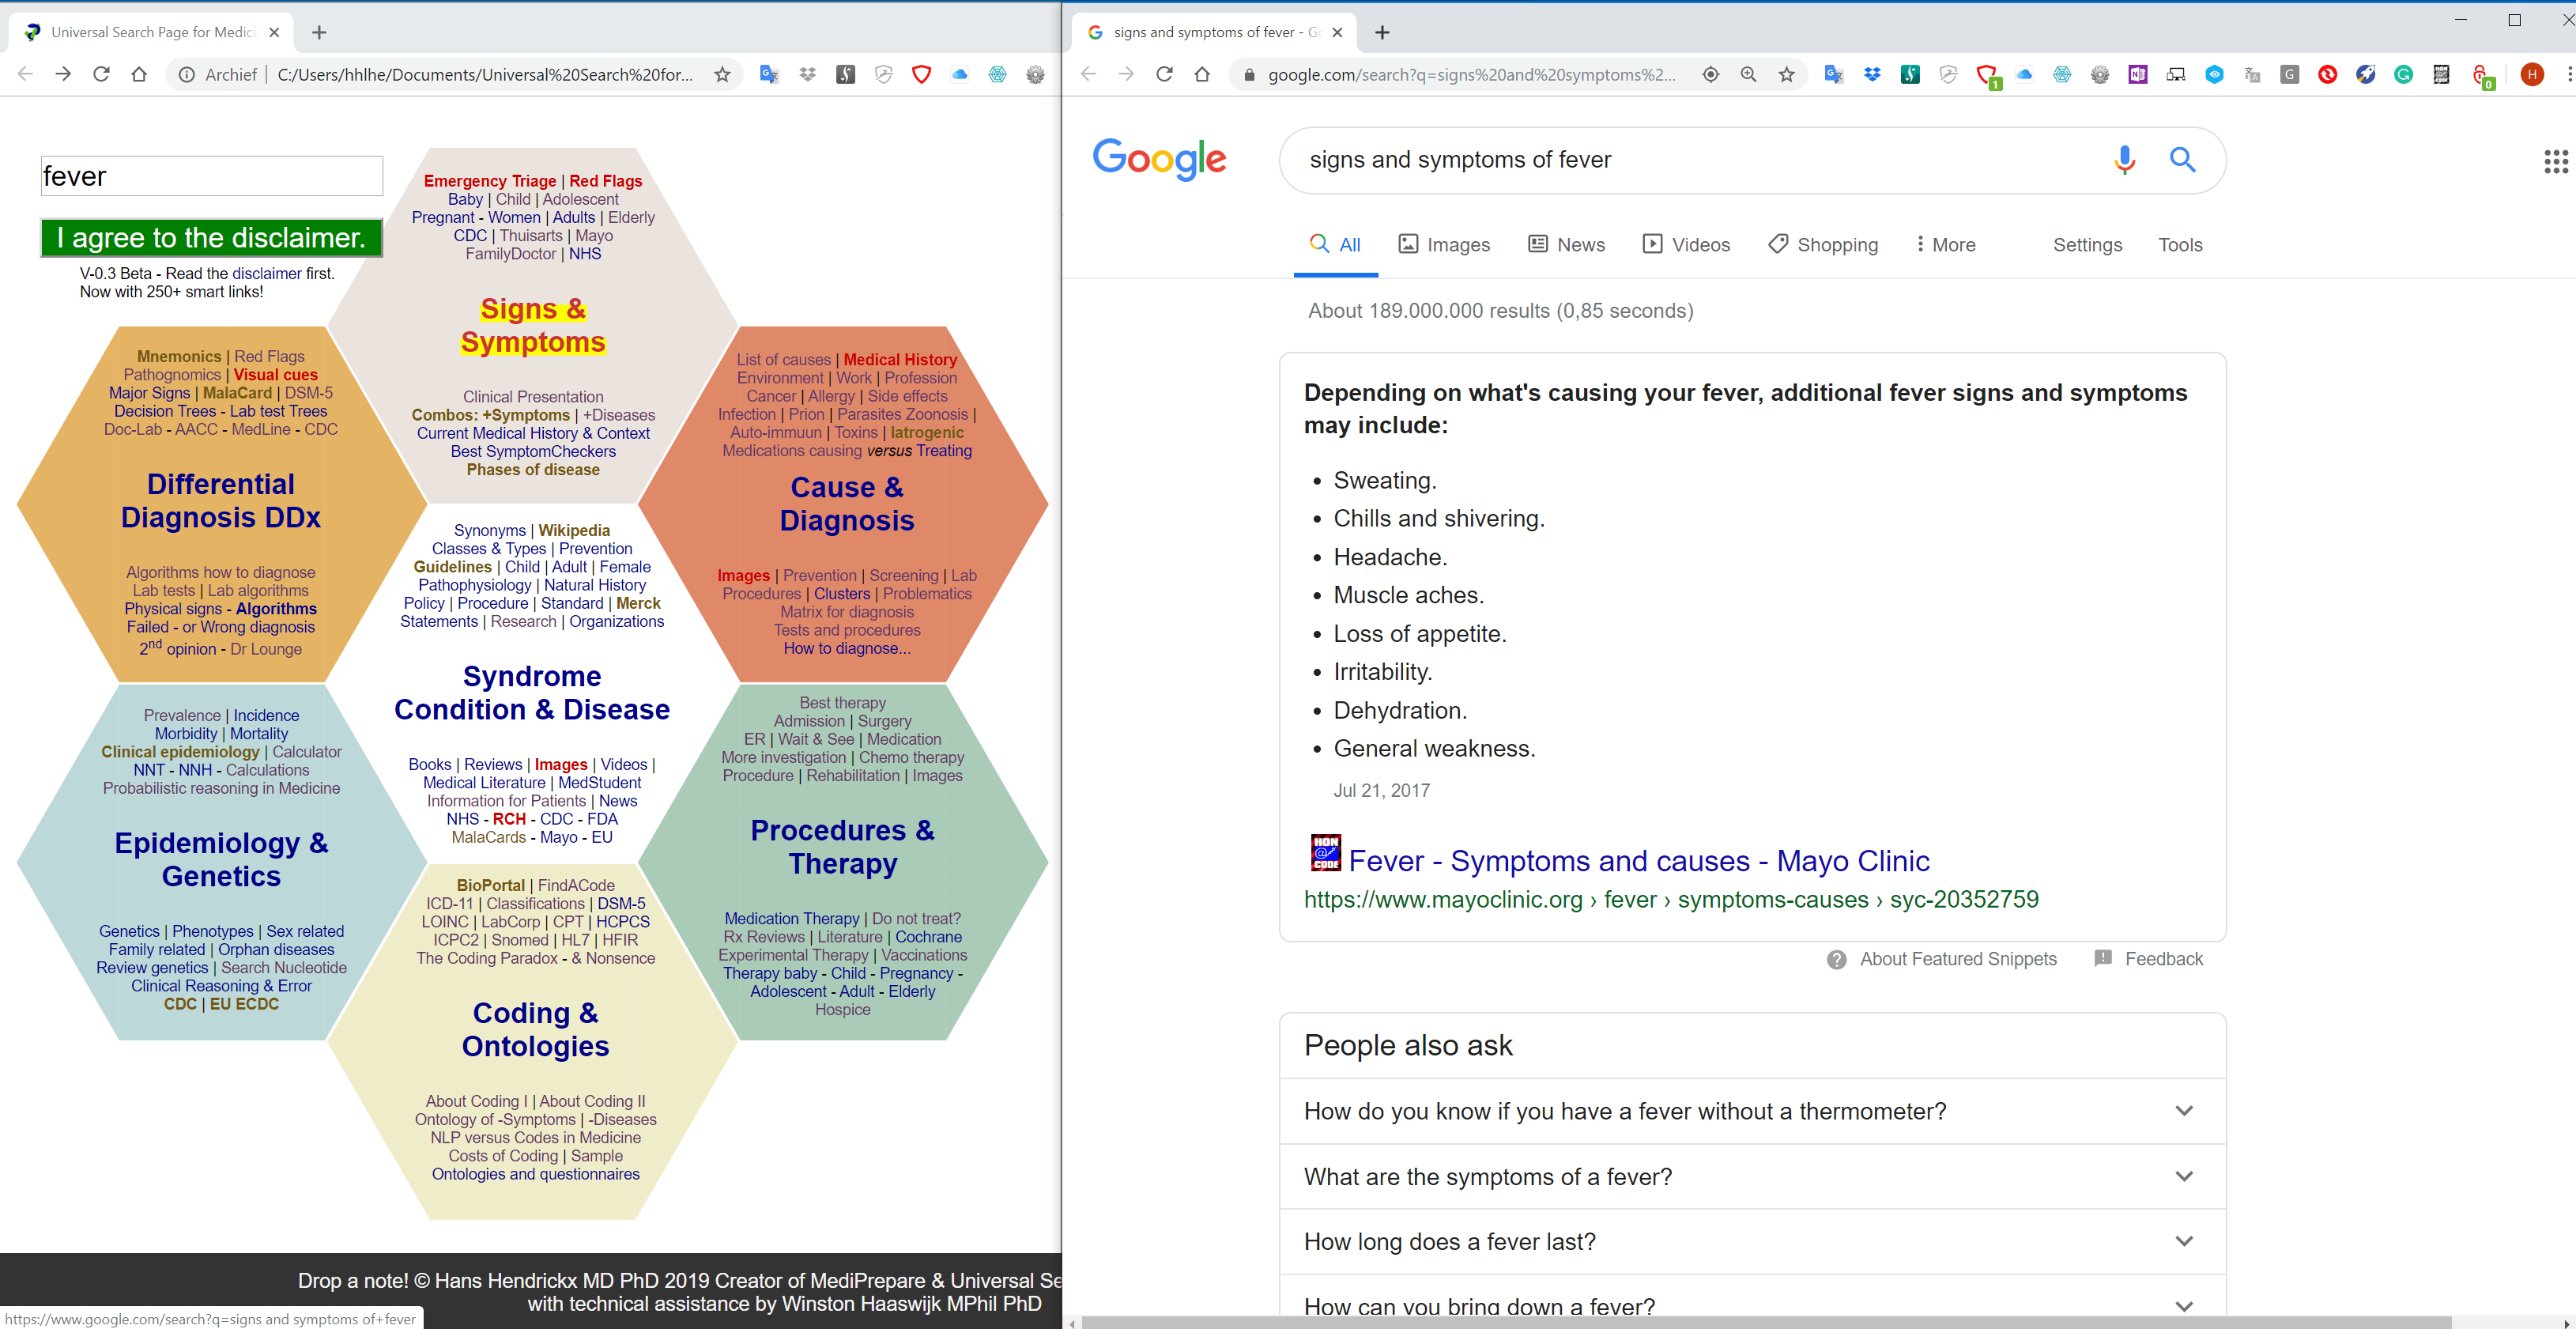 Universal Search Page for Medici
Archief | C:/Users/hhlhe/Documents/Universal%20Search%20for...
fever
I agree to the disclaimer.
V-0.3 Beta - Read the disclaimer first.
Now with 250+ smart links!
Emergency Triage | Red Flags
Baby | Child | Adolescent
Pregnant - Women | Adults | Elderly
CDC | Thuisarts | Mayo
FamilyDoctor | NHS
Signs &
Symptoms
Clinical Presentation
Combos: +Symptoms | +Diseases
Current Medical History & Context
Best SymptomCheckers
Phases of disease
Mnemonics | Red Flags
Pathognomics | Visual cues
Major Signs | MalaCard | DSM-5
Decision Trees - Lab test Trees
Doc-Lab - AACC - MedLine - CDC
Differential
Diagnosis DDx
Algorithms how to diagnose
Lab tests | Lab algorithms
Physical signs - Algorithms
Failed - or Wrong diagnosis
2nd opinion - Dr Lounge
List of causes | Medical History
Environment | Work | Profession
Cancer | Allergy | Side effects
Infection | Prion | Parasites Zoonosis |
Auto-immuun | Toxins | Iatrogenic
Medications causing versus Treating
Cause &
Diagnosis
Images | Prevention | Screening | Lab
Procedures | Clusters | Problematics
Matrix for diagnosis
Tests and procedures
How to diagnose...
Synonyms | Wikipedia
Classes & Types | Prevention
Guidelines | Child | Adult | Female
Pathophysiology | Natural History
Policy | Procedure | Standard | Merck
Statements | Research | Organizations
Syndrome
Condition & Disease
Books | Reviews | Images | Videos |
Medical Literature | MedStudent
Information for Patients | News
NHS - RCH - CDC - FDA
MalaCards - Mayo - EU
Prevalence | Incidence
Morbidity | Mortality
Clinical epidemiology | Calculator
NNT - NNH - Calculations
Probabilistic reasoning in Medicine
Epidemiology &
Genetics
Genetics | Phenotypes | Sex related
Family related | Orphan diseases
Review genetics | Search Nucleotide
Clinical Reasoning & Error
CDC | EU ECDC
Best therapy
Admission | Surgery
ER | Wait & See | Medication
More investigation | Chemo therapy
Procedure | Rehabilitation | Images
Procedures &
Therapy
Medication Therapy | Do not treat?
Rx Reviews | Literature | Cochrane
Experimental Therapy | Vaccinations
Therapy baby - Child - Pregnancy -
Adolescent - Adult - Elderly
Hospice
BioPortal | FindACode
ICD-11 | Classifications | DSM-5
LOINC | LabCorp | CPT | HCPCS
ICPC2 | Snomed | HL7 | HFIR
The Coding Paradox - & Nonsence
Coding &
Ontologies
About Coding I | About Coding II
Ontology of -Symptoms | -Diseases
NLP versus Codes in Medicine
Costs of Coding | Sample
Ontologies and questionnaires
Drop a note! © Hans Hendrickx MD PhD 2019 Creator of MediPrepare & Universal Se
with technical assistance by Winston Haaswijk MPhil PhD
https://www.google.com/search?q=signs and symptoms of+fever
signs and symptoms of fever - Go
google.com/search?q=signs%20and%20symptoms%2...
1
0
H
Google
signs and symptoms of fever
All Images News Videos Shopping More Settings Tools
About 189.000.000 results (0,85 seconds)
Depending on what's causing your fever, additional fever signs and symptoms
may include:
• Sweating.
• Chills and shivering.
• Headache.
• Muscle aches.
• Loss of appetite.
• Irritability.
• Dehydration.
• General weakness.
Jul 21, 2017
HON
@
CODE
Fever - Symptoms and causes - Mayo Clinic
https://www.mayoclinic.org › fever › symptoms-causes › syc-20352759
About Featured Snippets Feedback
People also ask
How do you know if you have a fever without a thermometer?
What are the symptoms of a fever?
How long does a fever last?
How can you bring down a fever?